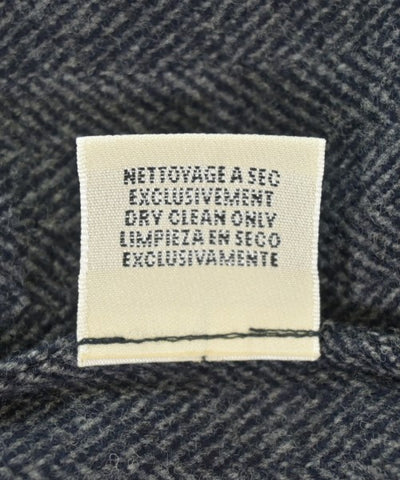 NETTOYAGE A SEC
EXCLUSIVEMENT
DRY CLEAN ONLY
LIMPIEZA EN SECO
EXCLUSIVAMENTE